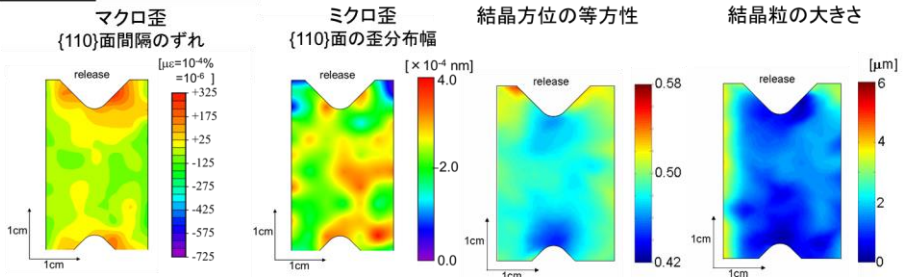 マクロ歪
{110}面間隔のずれ
[με=10⁻⁴%
=10⁻⁶ ]
release
+325
+175
+25
-125
-275
-425
-575
-725
1cm
1cm
ミクロ歪
{110}面の歪分布幅
[×10⁻⁴ nm]
release
4.0
-2.0
0.0
1cm
1cm
結晶方位の等方性
release
0.58
0.50
0.42
1cm
1cm
結晶粒の大きさ
[μm]
release
6
4
2
0
1cm
1cm